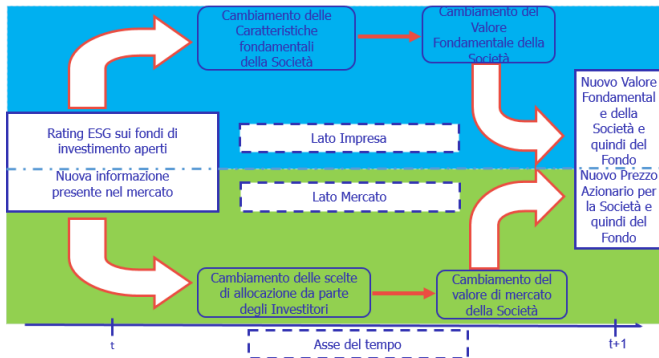 Cambiamento delle
Caratteristiche
fondamentali
della Società
Cambiamento del
Valore
Fondamentale della
Società
Rating ESG sui fondi di
investimento aperti
Nuova informazione
presente nel mercato
Lato Impresa
Lato Mercato
Nuovo Valore
Fondamental
e della
Società e
quindi del
Fondo
Nuovo Prezzo
Azionario per
la Società e
quindi del
Fondo
Cambiamento delle scelte
di allocazione da parte
degli Investitori
Cambiamento del
valore di mercato
della Società
t
Asse del tempo
t+1